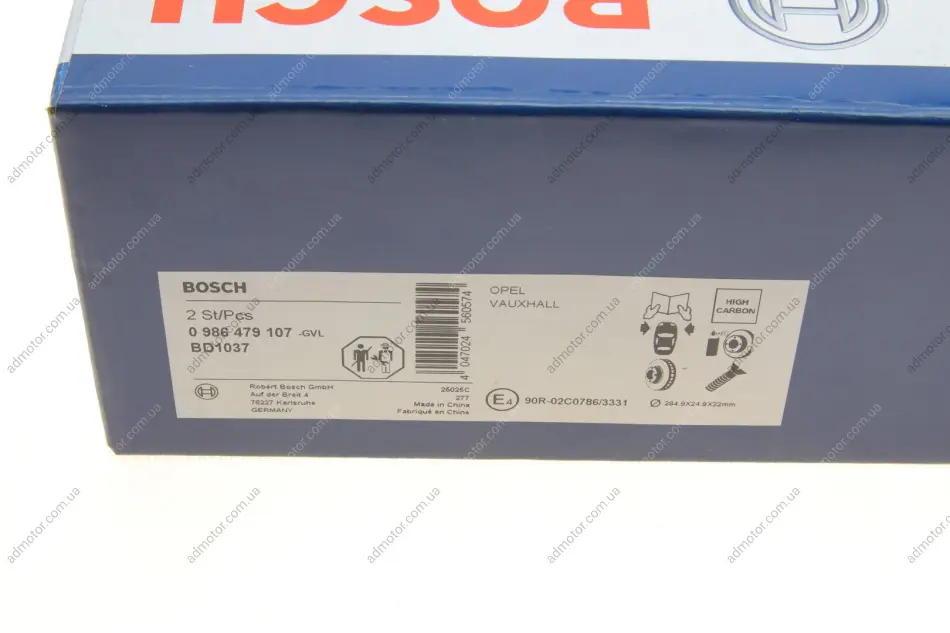 BOSCH
BOSCH
2 St/Pcs
0 986 479 107 -GVL
BD1037
Robert Bosch GmbH
Auf der Breit 4
76227 Karlsruhe
GERMANY
25025C
277
Made in China
Fabriqué en Chine
4 047024 560574
OPEL
VAUXHALL
HIGH
CARBON
E4 90R-02C0786/3331
Ø 284.9X24.9X22mm
admotor.com.ua